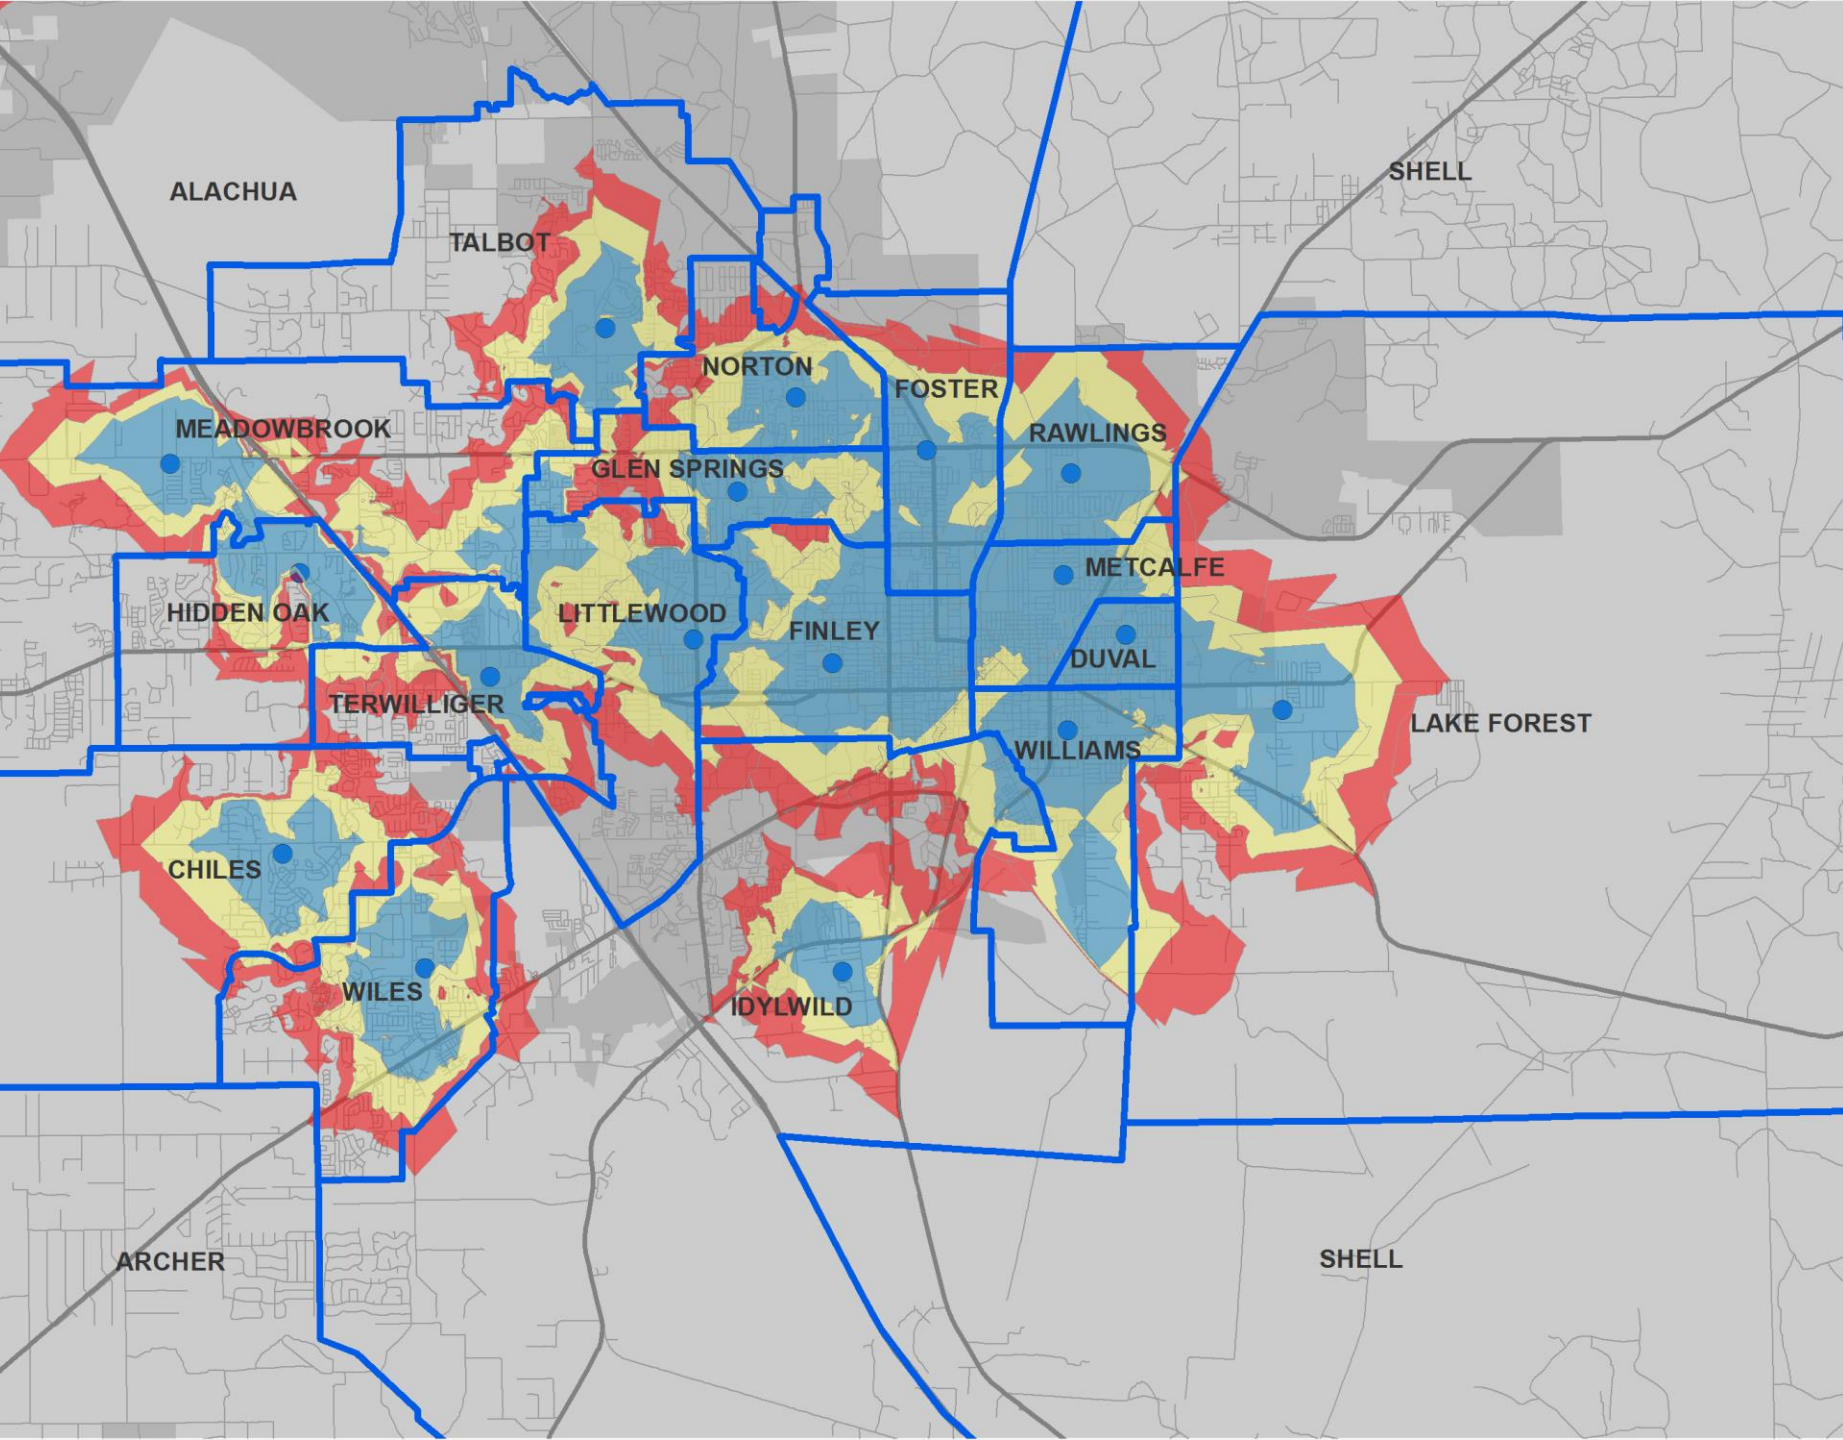 SHELL
ALACHUA
TALBOT
NORTON
FOSTER
MEADOWBROOK
RAWLINGS
GLEN SPRINGS
METCALFE
HIDDEN OAK
LITTLEWOOD
FINLEY
DUVAL
TERWILLIGER
LAKE FOREST
WILLIAMS
CHILES
WILES
IDYLWILD
SHELL
ARCHER